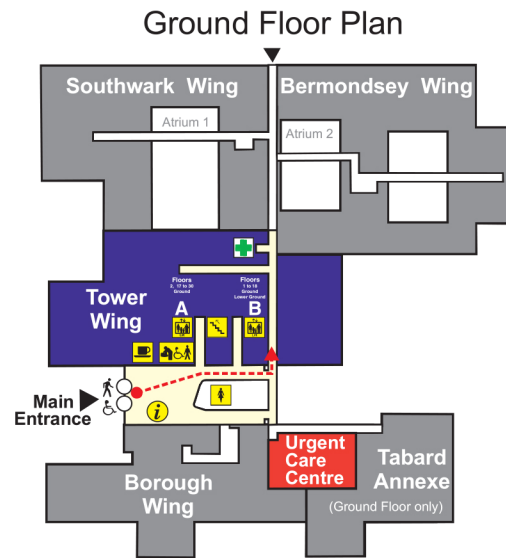 Ground Floor Plan
Southwark Wing
Bermondsey Wing
Atrium 1
Atrium 2
Floors
2, 17 to 30
Ground
Floors
1 to 16
Ground
Lower Ground
Tower
Wing
A
B
Main
Entrance
i
Urgent
Care
Centre
Tabard
Annexe
(Ground Floor only)
Borough
Wing